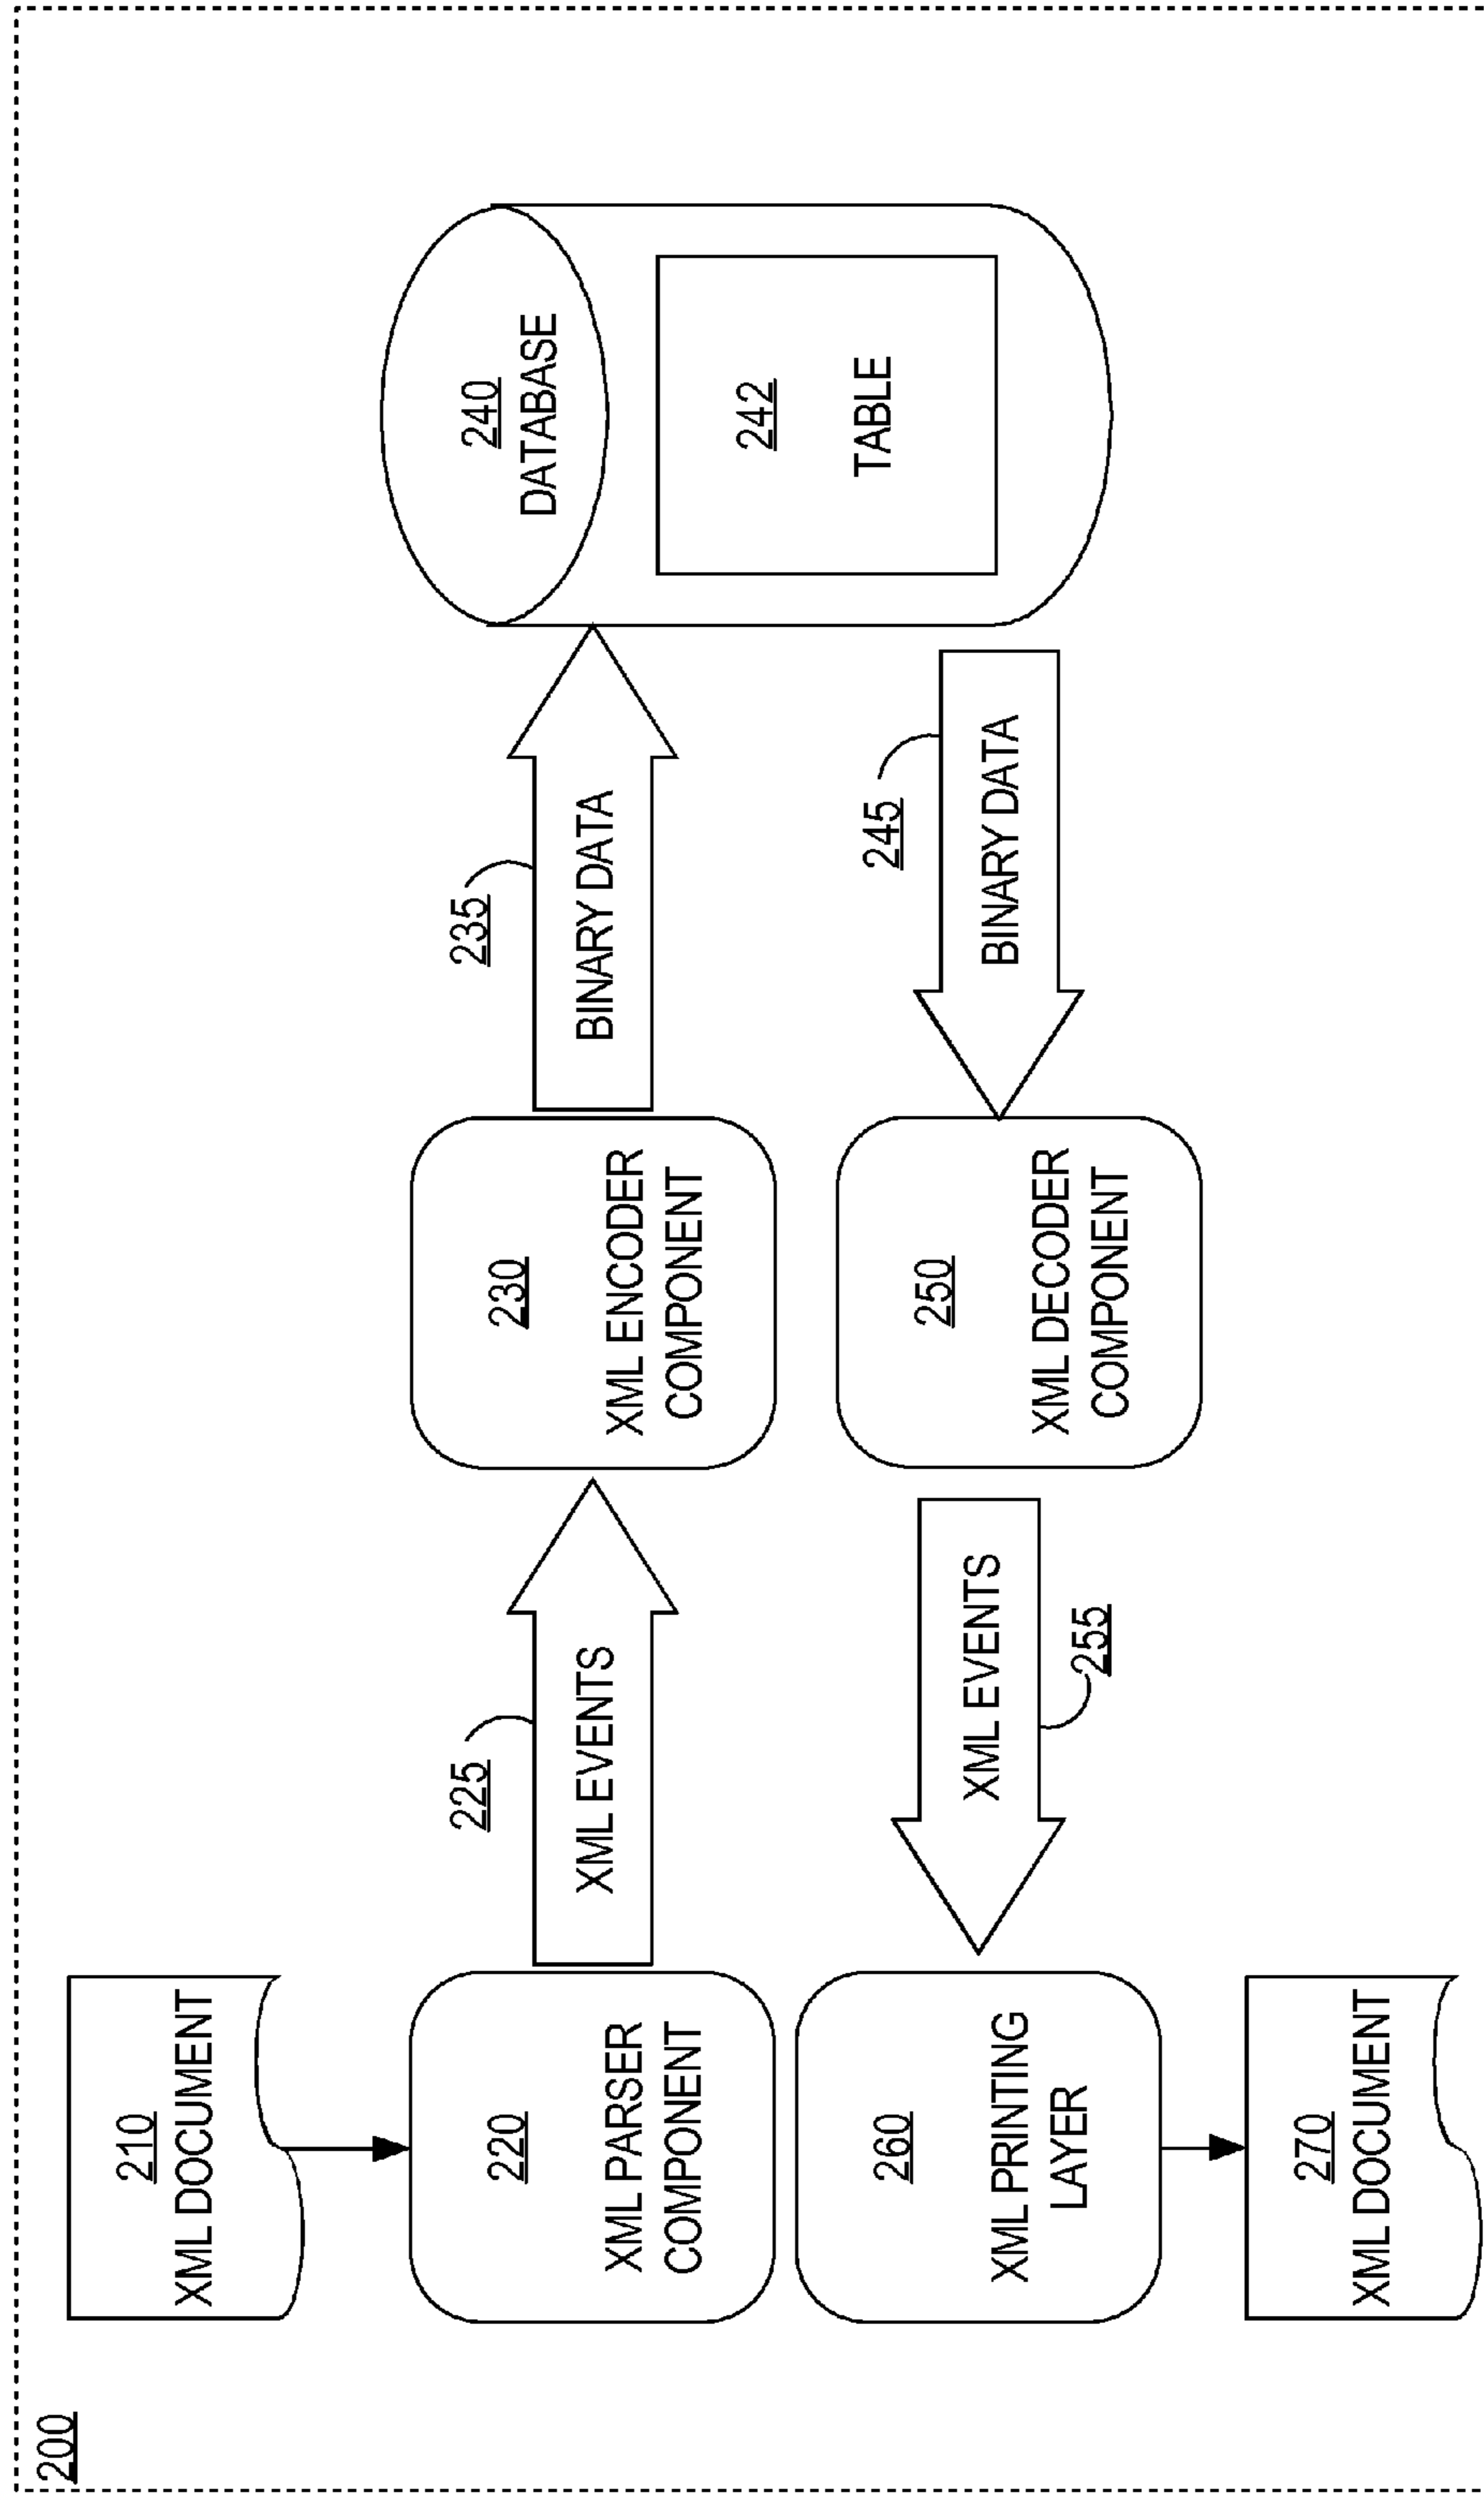 200
210
XML DOCUMENT
220
XML PARSER
COMPONENT
225
XML EVENTS
230
XML ENCODER
COMPONENT
235
BINARY DATA
240
DATABASE
242
TABLE
245
BINARY DATA
250
XML DECODER
COMPONENT
255
XML EVENTS
260
XML PRINTING
LAYER
270
XML DOCUMENT